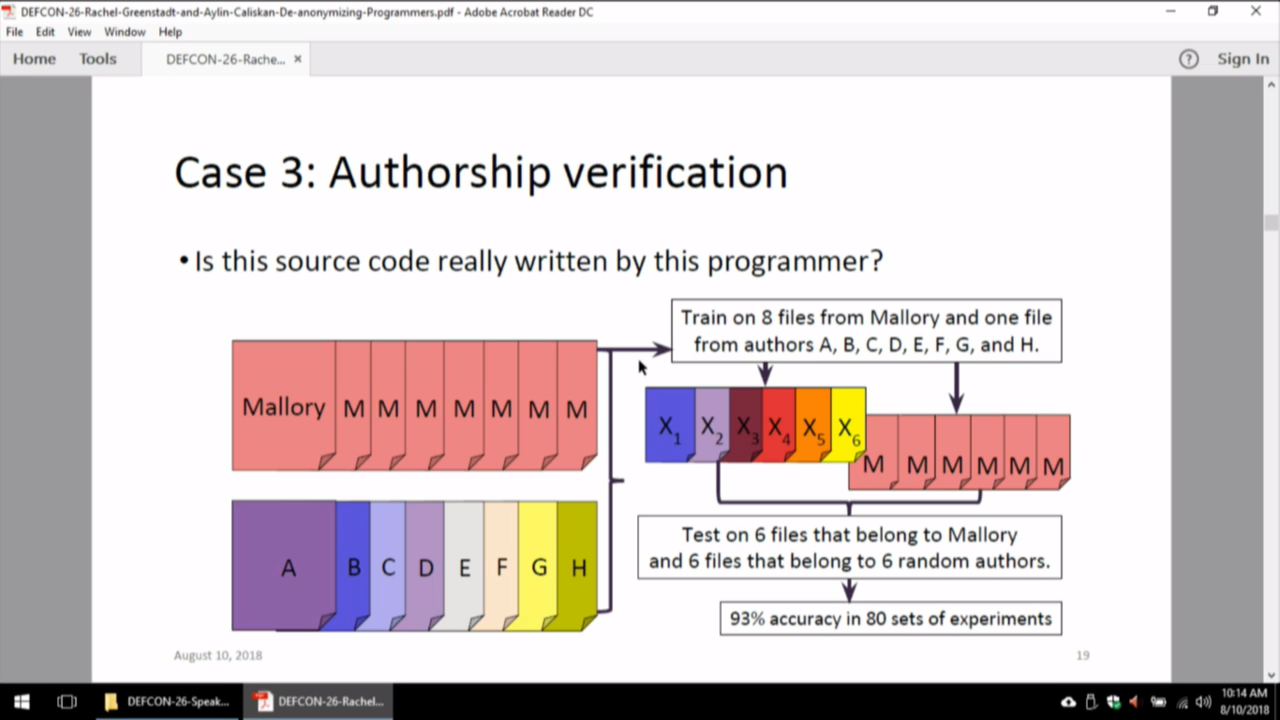 DEFCON-26-Rachel-Greenstadt-and-Aylin-Caliskan-De-anonymizing-Programmers.pdf - Adobe Acrobat Reader DC
File Edit View Window Help
Home Tools DEFCON-26-Rache... × ? Sign In
Case 3: Authorship verification
• Is this source code really written by this programmer?
Train on 8 files from Mallory and one file
from authors A, B, C, D, E, F, G, and H.
Mallory M M M M M M M
X1 X2 X3 X4 X5 X6
M M M M M M
Test on 6 files that belong to Mallory
and 6 files that belong to 6 random authors.
A B C D E F G H
93% accuracy in 80 sets of experiments
August 10, 2018 19
DEFCON-26-Speak... DEFCON-26-Rachel... 10:14 AM
8/10/2018